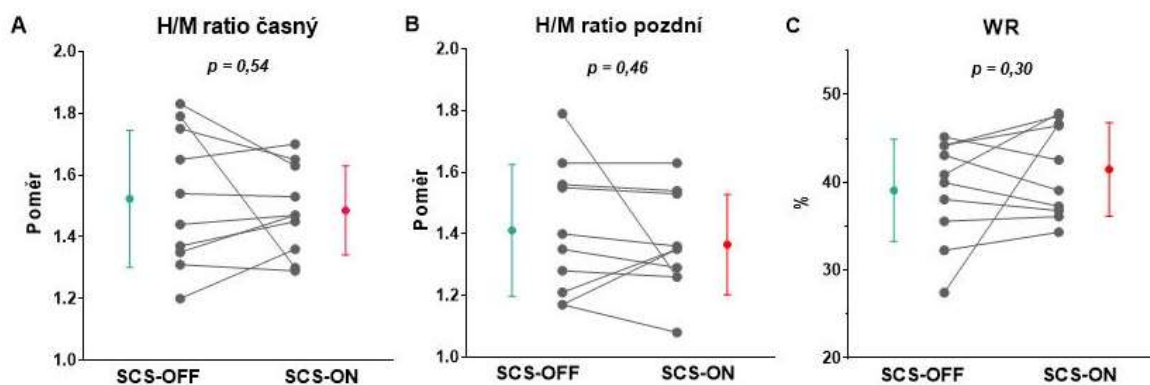 A
H/M ratio časný
p = 0,54
Poměr
2.0
1.8
1.6
1.4
1.2
1.0
SCS-OFF
SCS-ON
B
H/M ratio pozdní
p = 0,46
Poměr
2.0
1.8
1.6
1.4
1.2
1.0
SCS-OFF
SCS-ON
C
WR
p = 0,30
%
50
40
30
20
SCS-OFF
SCS-ON